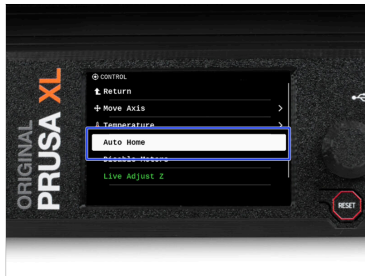 ORIGINAL
PRUSA XL
CONTROL
Return
Move Axis
Temperature
Auto Home
Disable Motors
Live Adjust Z
RESET